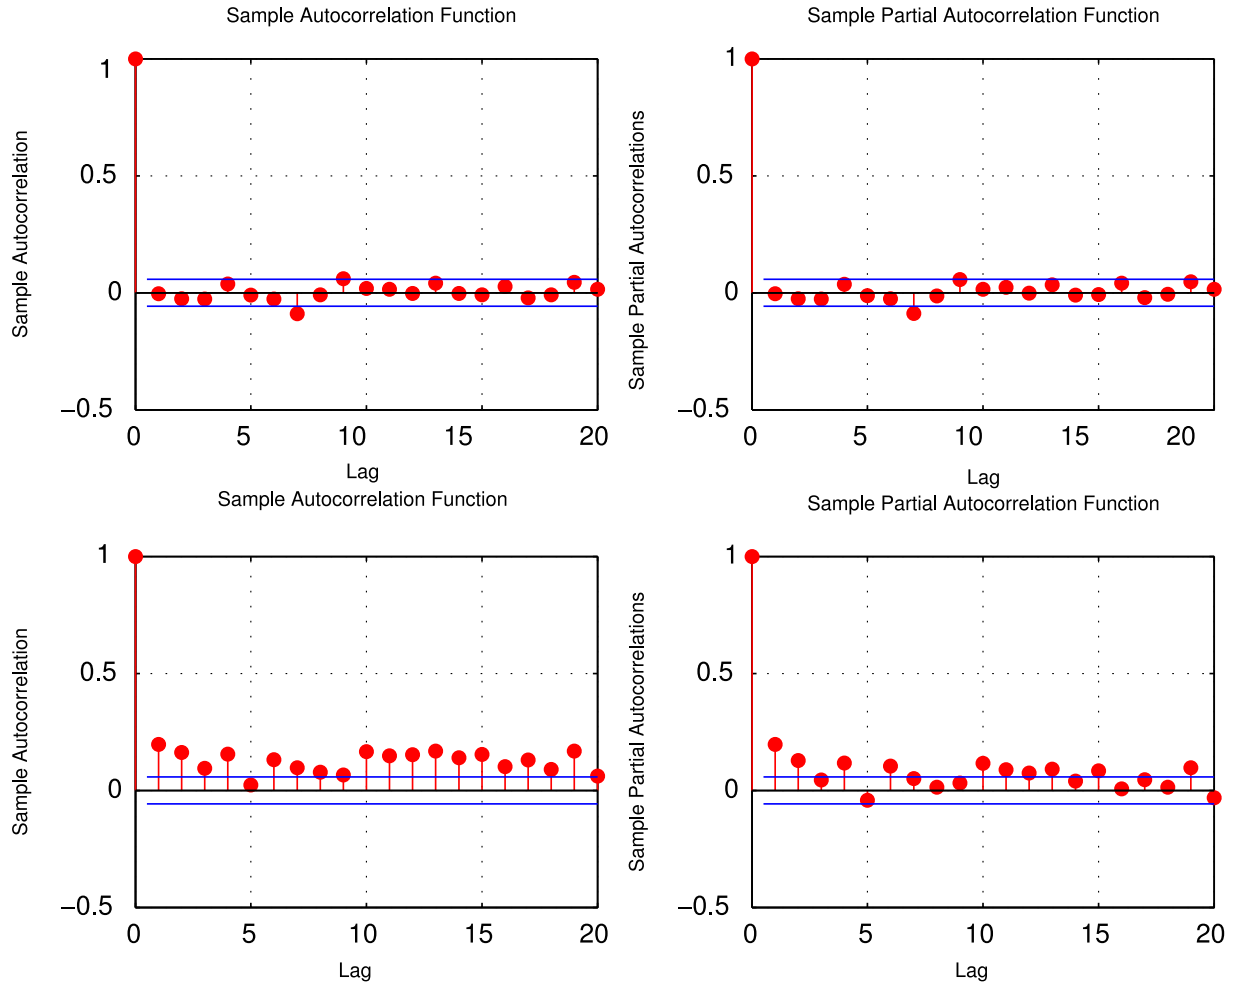 Sample Autocorrelation Function
Sample Autocorrelation
1
0.5
0
−0.5
0 5 10 15 20
Lag
Sample Partial Autocorrelation Function
Sample Partial Autocorrelations
1
0.5
0
−0.5
0 5 10 15 20
Lag
Sample Autocorrelation Function
Sample Autocorrelation
1
0.5
0
−0.5
0 5 10 15 20
Lag
Sample Partial Autocorrelation Function
Sample Partial Autocorrelations
1
0.5
0
−0.5
0 5 10 15 20
Lag